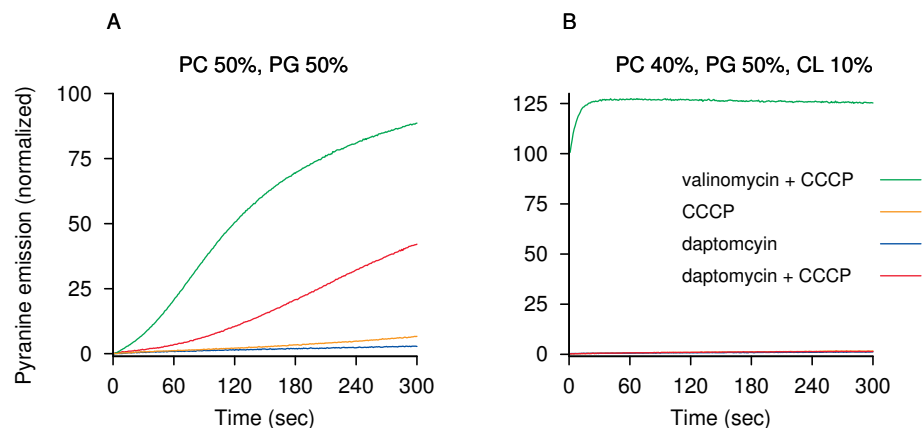 A
PC 50%, PG 50%
Pyranine emission (normalized)
100
75
50
25
0
0 60 120 180 240 300
Time (sec)
B
PC 40%, PG 50%, CL 10%
125
100
75
50
25
0
valinomycin + CCCP
CCCP
daptomcyin
daptomycin + CCCP
0 60 120 180 240 300
Time (sec)